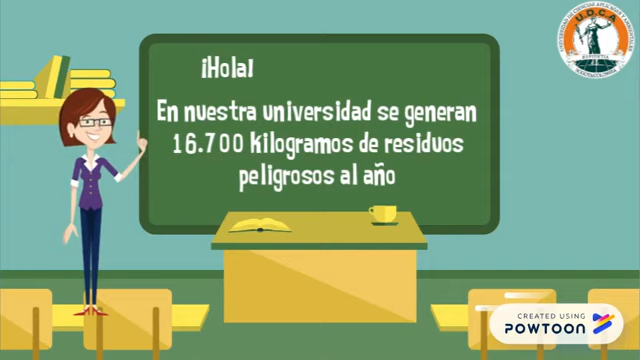 ¡Hola!
En nuestra universidad se generan
16.700 kilogramos de residuos
peligrosos al año
U.D.C.A
CREATED USING
POWTOON